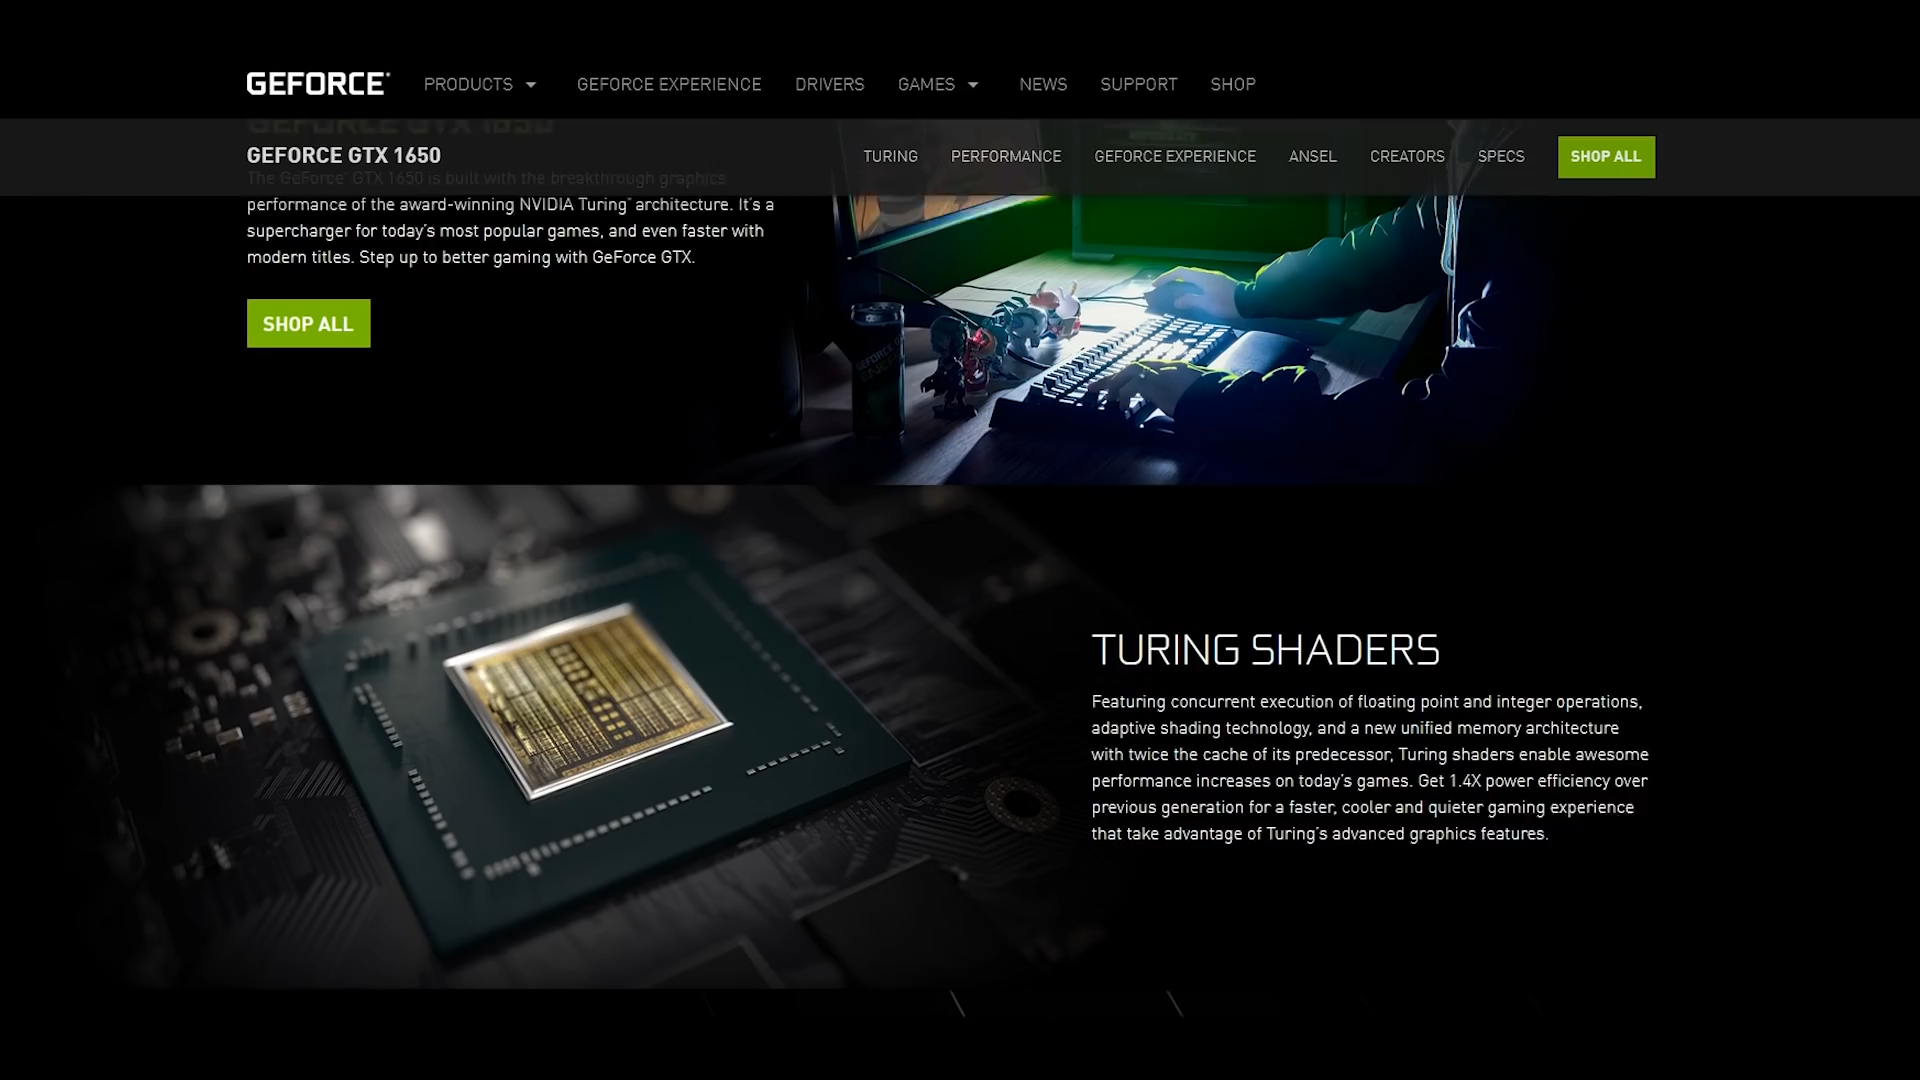 GEFORCE
PRODUCTS
GEFORCE EXPERIENCE
DRIVERS
GAMES
NEWS
SUPPORT
SHOP
GEFORCE GTX 1650
GEFORCE GTX 1650
TURING
PERFORMANCE
GEFORCE EXPERIENCE
ANSEL
CREATORS
SPECS
SHOP ALL
The GeForce® GTX 1650 is built with the breakthrough graphics
performance of the award-winning NVIDIA Turing™ architecture. It's a
supercharger for today's most popular games, and even faster with
modern titles. Step up to better gaming with GeForce GTX.
SHOP ALL
TURING SHADERS
Featuring concurrent execution of floating point and integer operations,
adaptive shading technology, and a new unified memory architecture
with twice the cache of its predecessor, Turing shaders enable awesome
performance increases on today's games. Get 1.4X power efficiency over
previous generation for a faster, cooler and quieter gaming experience
that take advantage of Turing's advanced graphics features.